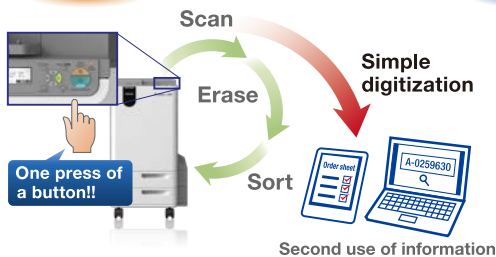 Scan
Simple
digitization
Erase
One press of
a button!!
Sort
Order sheet
A-0259630
Second use of information